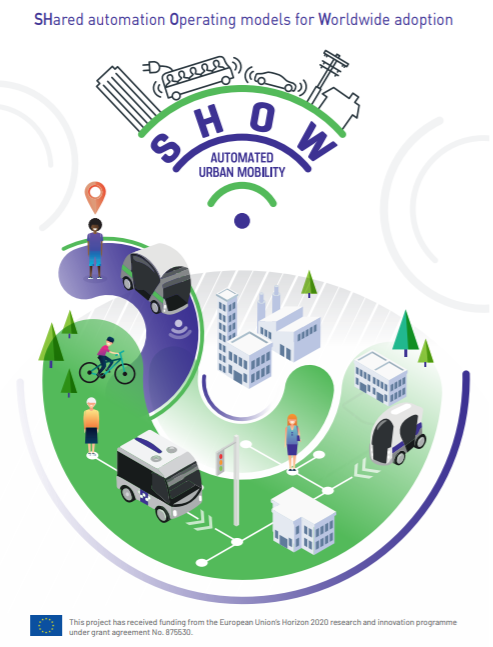 SHared automation Operating models for Worldwide adoption
SHOW
AUTOMATED
URBAN MOBILITY
This project has received funding from the European Union's Horizon 2020 research and innovation programme
under grant agreement No. 875530.